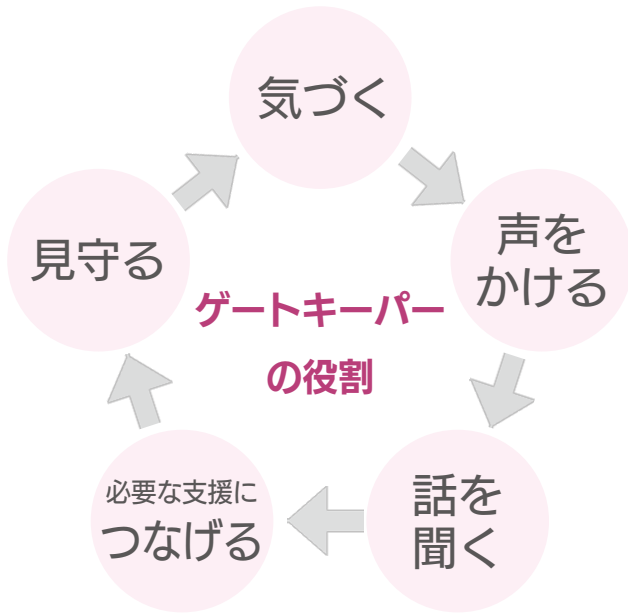 気づく
声を
かける
話を
聞く
必要な支援に
つなげる
見守る
ゲートキーパー
の役割